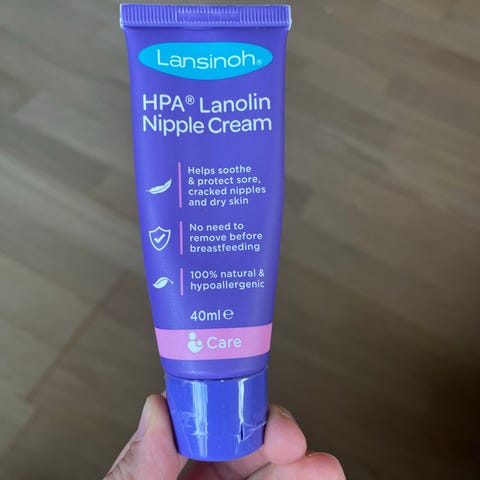 Lansinoh®
HPA® Lanolin
Nipple Cream
Helps soothe
& protect sore,
cracked nipples
and dry skin
No need to
remove before
breastfeeding
100% natural &
hypoallergenic
40ml ℮
Care